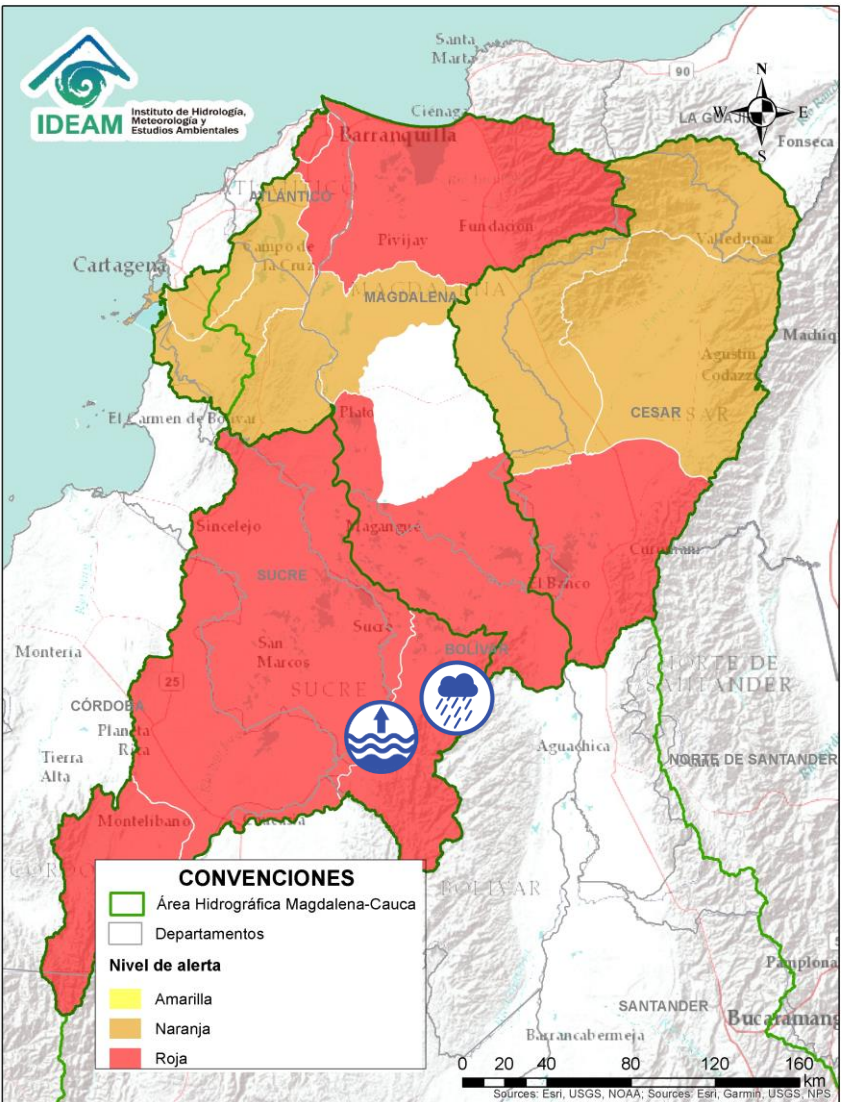 IDEAM
Instituto de Hidrología,
Meteorología y
Estudios Ambientales
Santa
Marta
90
N
W
E
S
LA GUAJIRA
Fonseca
Ciénaga
Barranquilla
ATLÁNTICO
ATLÁNTICO
Fundación
Pivijay
Campo de
la Cruz
Valledupar
Cartagena
MAGDALENA
MAGDALENA
Machiq
Agustín
Codazzi
El Carmen de Bolívar
Plato
CESAR
CESAR
Sincelejo
Magangué
Curumaní
El Banco
SUCRE
Sucre
BOLÍVAR
Montería
San
Marcos
SUCRE
25
NORTE DE
SANTANDER
CÓRDOBA
Planeta
Rica
Tierra
Alta
Aguachica
NORTE DE SANTANDER
Montelíbano
Caucasia
BOLÍVAR
CONVENCIONES
Área Hidrográfica Magdalena-Cauca
Departamentos
Nivel de alerta
Amarilla
Naranja
Roja
Pamplona
SANTANDER
Bucaramang
Barrancabermeja
0 20 40 80 120 160
km
Sources: Esri, USGS, NOAA; Sources: Esri, Garmin, USGS, NPS